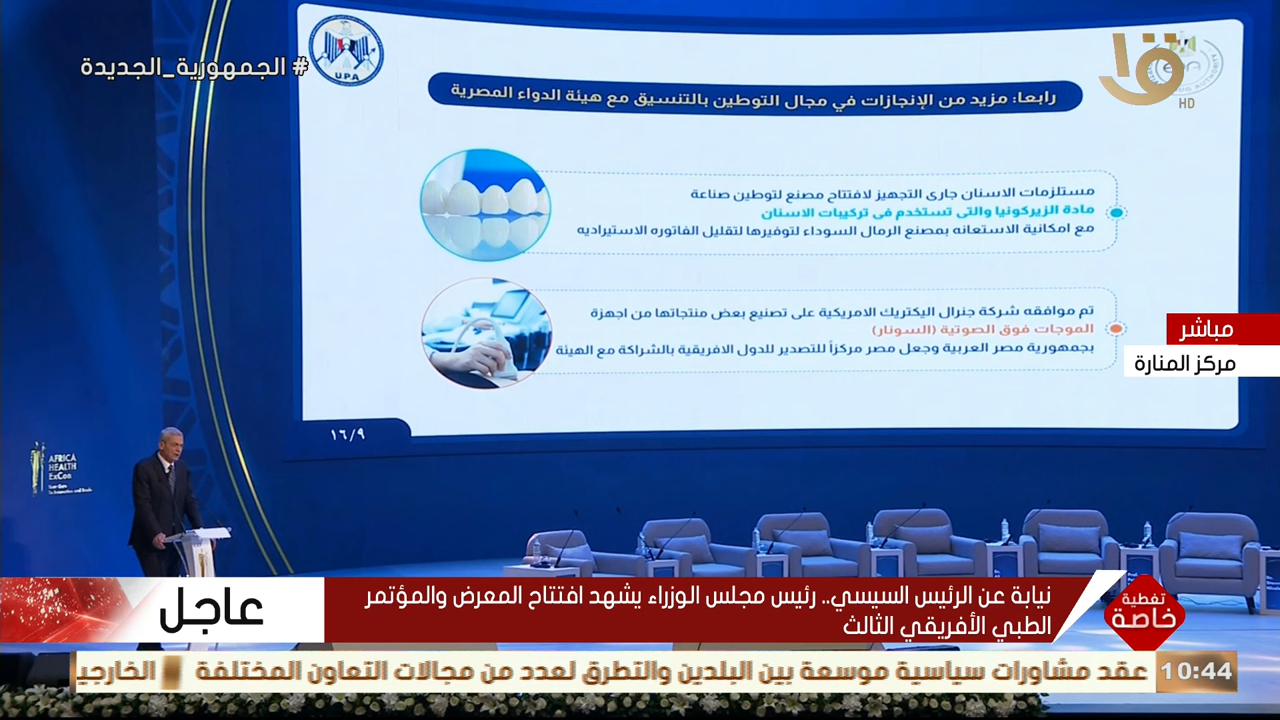 #الجمهورية_الجديدة
U.P.A
قناة
HD
رابعا: مزيد من الإنجازات في مجال التوطين بالتنسيق مع هيئة الدواء المصرية
مستلزمات الاسنان جارى التجهيز لافتتاح مصنع لتوطين صناعة
مادة الزيركونيا والتى تستخدم فى تركيبات الاسنان
مع امكانية الاستعانه بمصنع الرمال السوداء لتوفيرها لتقليل الفاتوره الاستيراديه
تم موافقه شركة جنرال اليكتريك الامريكية على تصنيع بعض منتجاتها من اجهزة
الموجات فوق الصوتية (السونار)
بجمهورية مصر العربية وجعل مصر مركزاً للتصدير للدول الافريقية بالشراكة مع الهيئة
١٦/٩
مباشر
مركز المنارة
AFRICA
HEALTH
ExCon
عاجل
نيابة عن الرئيس السيسي.. رئيس مجلس الوزراء يشهد افتتاح المعرض والمؤتمر
الطبي الأفريقي الثالث
تغطية
خاصة
10:44
عقد مشاورات سياسية موسعة بين البلدين والتطرق لعدد من مجالات التعاون المختلفة